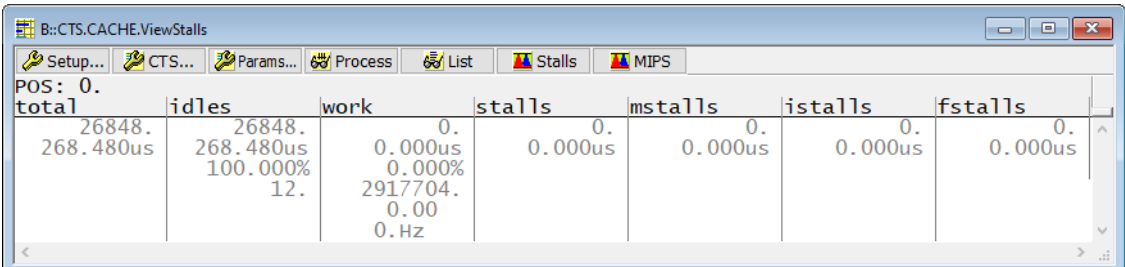 B::CTS.CACHE.ViewStalls
Setup... CTS... Params... Process List Stalls MIPS
POS: 0.
total idles work stalls mstalls istalls fstalls
26848. 26848. 0. 0. 0. 0. 0.
268.480us 268.480us 0.000us 0.000us 0.000us 0.000us 0.000us
100.000% 0.000%
12. 2917704.
0.00
0.Hz